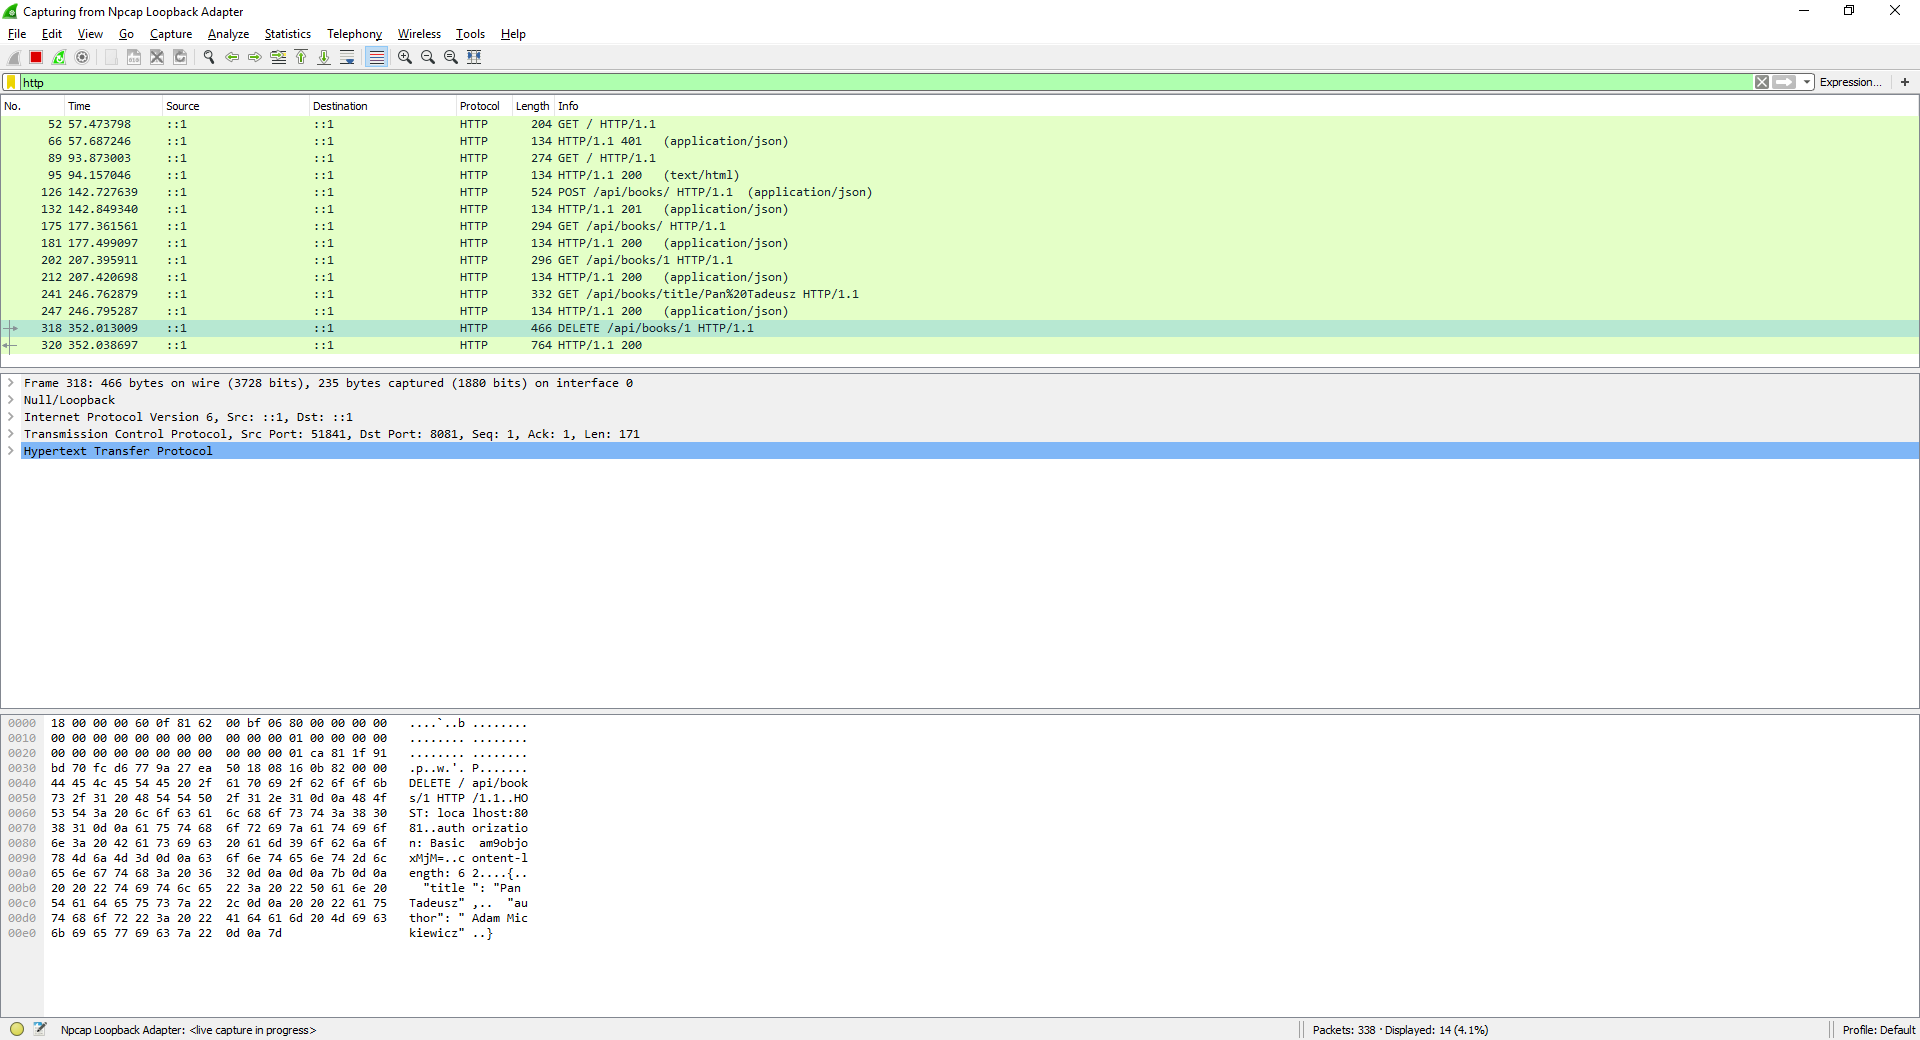 Capturing from Npcap Loopback Adapter
File Edit View Go Capture Analyze Statistics Telephony Wireless Tools Help
http
Expression... +
No. Time Source Destination Protocol Length Info
52 57.473798 ::1 ::1 HTTP 204 GET / HTTP/1.1
66 57.687246 ::1 ::1 HTTP 134 HTTP/1.1 401 (application/json)
89 93.873003 ::1 ::1 HTTP 274 GET / HTTP/1.1
95 94.157046 ::1 ::1 HTTP 134 HTTP/1.1 200 (text/html)
126 142.727639 ::1 ::1 HTTP 524 POST /api/books/ HTTP/1.1 (application/json)
132 142.849340 ::1 ::1 HTTP 134 HTTP/1.1 201 (application/json)
175 177.361561 ::1 ::1 HTTP 294 GET /api/books/ HTTP/1.1
181 177.499097 ::1 ::1 HTTP 134 HTTP/1.1 200 (application/json)
202 207.395911 ::1 ::1 HTTP 296 GET /api/books/1 HTTP/1.1
212 207.420698 ::1 ::1 HTTP 134 HTTP/1.1 200 (application/json)
241 246.762879 ::1 ::1 HTTP 332 GET /api/books/title/Pan%20Tadeusz HTTP/1.1
247 246.795287 ::1 ::1 HTTP 134 HTTP/1.1 200 (application/json)
318 352.013009 ::1 ::1 HTTP 466 DELETE /api/books/1 HTTP/1.1
320 352.038697 ::1 ::1 HTTP 764 HTTP/1.1 200
Frame 318: 466 bytes on wire (3728 bits), 235 bytes captured (1880 bits) on interface 0
Null/Loopback
Internet Protocol Version 6, Src: ::1, Dst: ::1
Transmission Control Protocol, Src Port: 51841, Dst Port: 8081, Seq: 1, Ack: 1, Len: 171
Hypertext Transfer Protocol
0000 18 00 00 00 60 0f 81 62 00 bf 06 80 00 00 00 00 ....`..b ........
0010 00 00 00 00 00 00 00 00 00 00 00 01 00 00 00 00 ........ ........
0020 00 00 00 00 00 00 00 00 00 00 00 01 ca 81 1f 91 ........ ........
0030 bd 70 fc d6 77 9a 27 ea 50 18 08 16 0b 82 00 00 .p..w.'. P.......
0040 44 45 4c 45 54 45 20 2f 61 70 69 2f 62 6f 6f 6b DELETE / api/book
0050 73 2f 31 20 48 54 54 50 2f 31 2e 31 0d 0a 48 4f s/1 HTTP /1.1..HO
0060 53 54 3a 20 6c 6f 63 61 6c 68 6f 73 74 3a 38 30 ST: loca lhost:80
0070 38 31 0d 0a 61 75 74 68 6f 72 69 7a 61 74 69 6f 81..auth orizatio
0080 6e 3a 20 42 61 73 69 63 20 61 6d 39 6f 62 6a 6f n: Basic am9objo
0090 78 4d 6a 4d 3d 0d 0a 63 6f 6e 74 65 6e 74 2d 6c xMjM=..c ontent-l
00a0 65 6e 67 74 68 3a 20 36 32 0d 0a 0d 0a 7b 0d 0a ength: 6 2....{..
00b0 20 20 22 74 69 74 6c 65 22 3a 20 22 50 61 6e 20 "title ": "Pan
00c0 54 61 64 65 75 73 7a 22 2c 0d 0a 20 20 22 61 75 Tadeusz" ,.. "au
00d0 74 68 6f 72 22 3a 20 22 41 64 61 6d 20 4d 69 63 thor": " Adam Mic
00e0 6b 69 65 77 69 63 7a 22 0d 0a 7d kiewicz" ..}
Npcap Loopback Adapter: <live capture in progress>
Packets: 338 · Displayed: 14 (4.1%)
Profile: Default